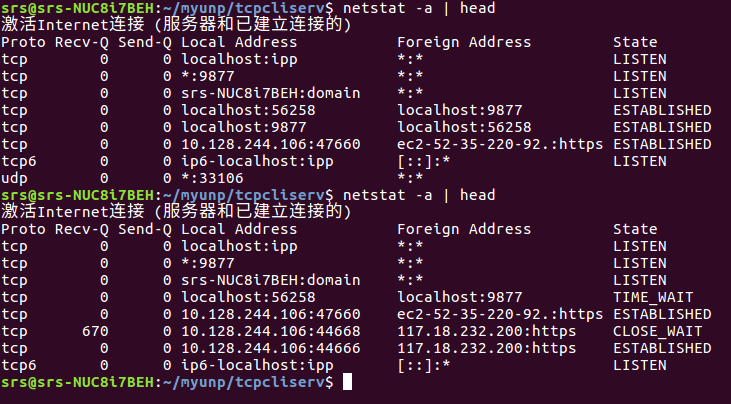 srs@srs-NUC8i7BEH:~/myunp/tcpcliserv$ netstat -a | head
激活Internet连接 (服务器和已建立连接的)
Proto Recv-Q Send-Q Local Address           Foreign Address         State
tcp        0      0 localhost:ipp           *:*                     LISTEN
tcp        0      0 *:9877                  *:*                     LISTEN
tcp        0      0 srs-NUC8i7BEH:domain    *:*                     LISTEN
tcp        0      0 localhost:56258         localhost:9877          ESTABLISHED
tcp        0      0 localhost:9877          localhost:56258         ESTABLISHED
tcp        0      0 10.128.244.106:47660    ec2-52-35-220-92.:https ESTABLISHED
tcp6       0      0 ip6-localhost:ipp       [::]:*                  LISTEN
udp        0      0 *:33106                 *:*
srs@srs-NUC8i7BEH:~/myunp/tcpcliserv$ netstat -a | head
激活Internet连接 (服务器和已建立连接的)
Proto Recv-Q Send-Q Local Address           Foreign Address         State
tcp        0      0 localhost:ipp           *:*                     LISTEN
tcp        0      0 *:9877                  *:*                     LISTEN
tcp        0      0 srs-NUC8i7BEH:domain    *:*                     LISTEN
tcp        0      0 localhost:56258         localhost:9877          TIME_WAIT
tcp        0      0 10.128.244.106:47660    ec2-52-35-220-92.:https ESTABLISHED
tcp      670      0 10.128.244.106:44668    117.18.232.200:https    CLOSE_WAIT
tcp        0      0 10.128.244.106:44666    117.18.232.200:https    ESTABLISHED
tcp6       0      0 ip6-localhost:ipp       [::]:*                  LISTEN
srs@srs-NUC8i7BEH:~/myunp/tcpcliserv$